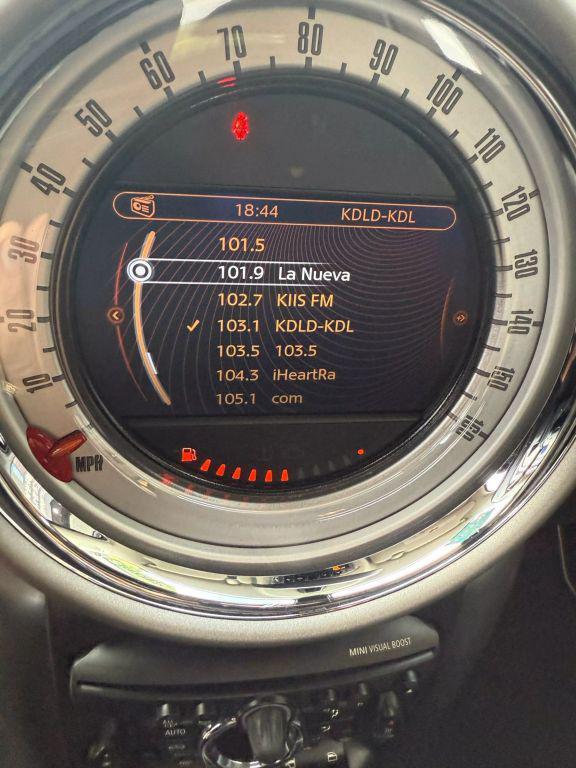 10
20
30
40
50
60
70
80
90
100
110
120
130
140
150
160
MPH
18:44 KDLD-KDL
101.5
101.9 La Nueva
102.7 KIIS FM
103.1 KDLD-KDL
103.5 103.5
104.3 iHeartRa
105.1 com
MINI VISUAL BOOST
AUTO